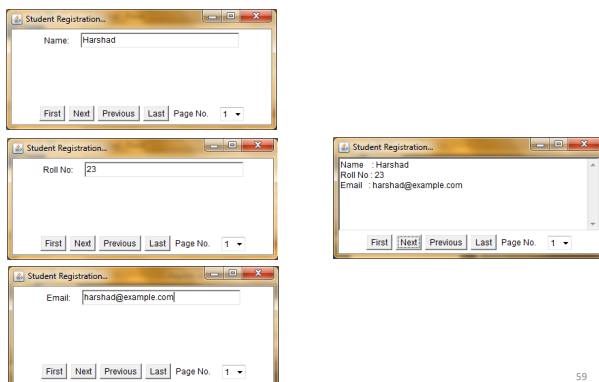 Student Registration...
Name: Harshad
First Next Previous Last Page No. 1
Student Registration...
Roll No: 23
First Next Previous Last Page No. 1
Student Registration...
Email: harshad@example.com
First Next Previous Last Page No. 1
Student Registration...
Name : Harshad
Roll No : 23
Email : harshad@example.com
First Next Previous Last Page No. 1
59